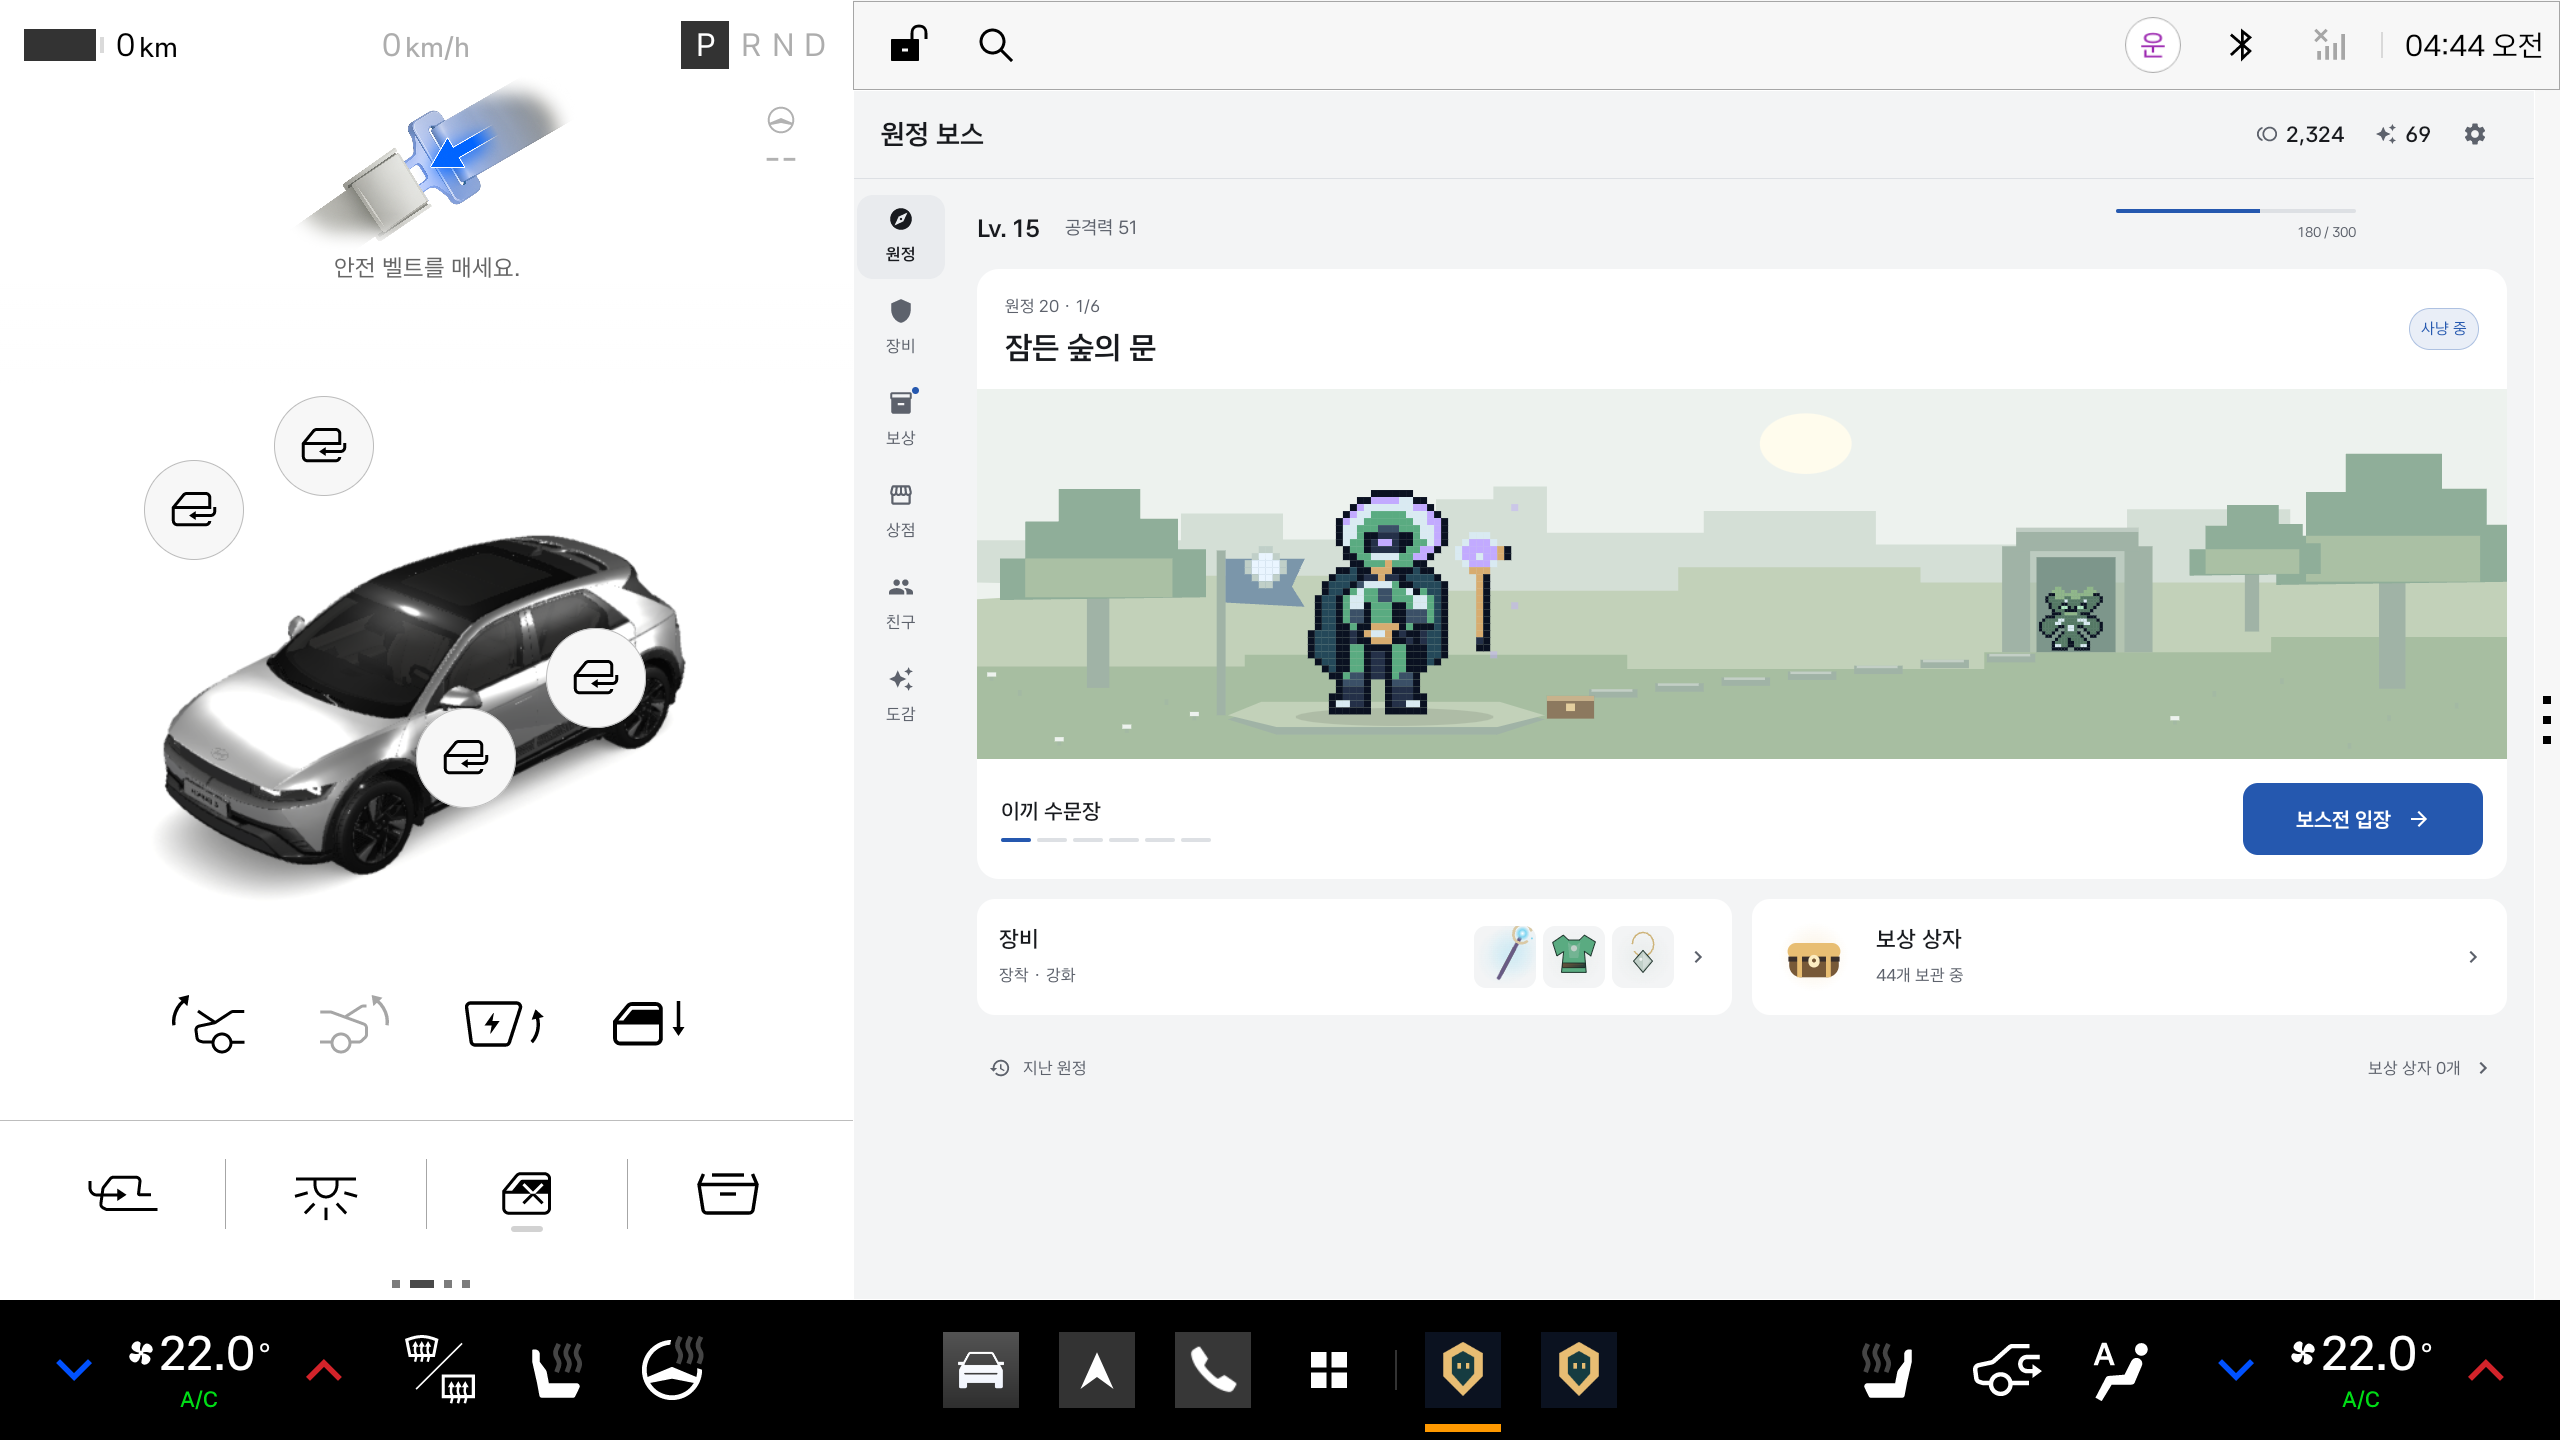 0 km
0 km/h
P R N D
안전 벨트를 매세요.
운
04:44 오전
원정 보스
2,324
69
원정
장비
보상
상점
친구
도감
Lv. 15
공격력 51
180 / 300
원정 20 · 1/6
잠든 숲의 문
사냥 중
이끼 수문장
보스전 입장
장비
장착 · 강화
보상 상자
44개 보관 중
지난 원정
보상 상자 0개
22.0°
A/C
A
22.0°
A/C